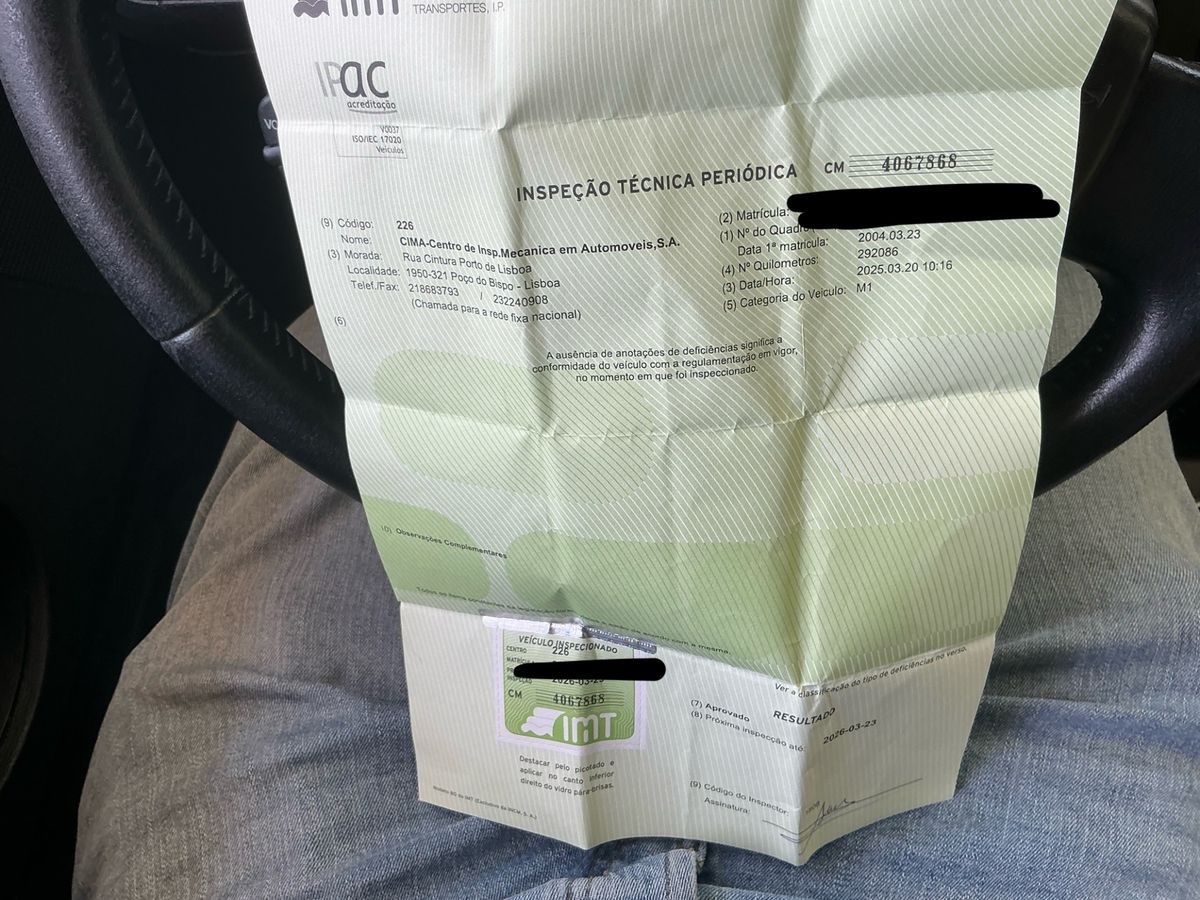 IMT
TRANSPORTES, I.P.
IPac
acreditação
V0037
ISO/IEC 17020
Veículos
INSPEÇÃO TÉCNICA PERIÓDICA CM 4067868
(9) Código: 226
Nome: CIMA-Centro de Insp.Mecanica em Automoveis,S.A.
(3) Morada: Rua Cintura Porto de Lisboa
Localidade: 1950-321 Poço do Bispo - Lisboa
Telef./Fax: 218683793 / 232240908
(Chamada para a rede fixa nacional)
(6)
(2) Matrícula:
(1) Nº do Quadro
Data 1ª matrícula: 2004.03.23
(4) Nº Quilometros: 292086
(3) Data/Hora: 2025.03.20 10:16
(5) Categoria do Veículo: M1
A ausência de anotações de deficiências significa a
conformidade do veículo com a regulamentação em vigor,
no momento em que foi inspeccionado.
Observações Complementares
Ver a classificação do tipo de deficiências no verso.
VEÍCULO INSPECIONADO
CENTRO 226
2026-03-23
CM 4067868
IMT
Destacar pelo picotado e
aplicar no canto inferior
direito do vidro pára-brisas.
RESULTADO
(7) Aprovado
(8) Próxima inspecção até: 2026-03-23
(9) Código do Inspector:
Assinatura: